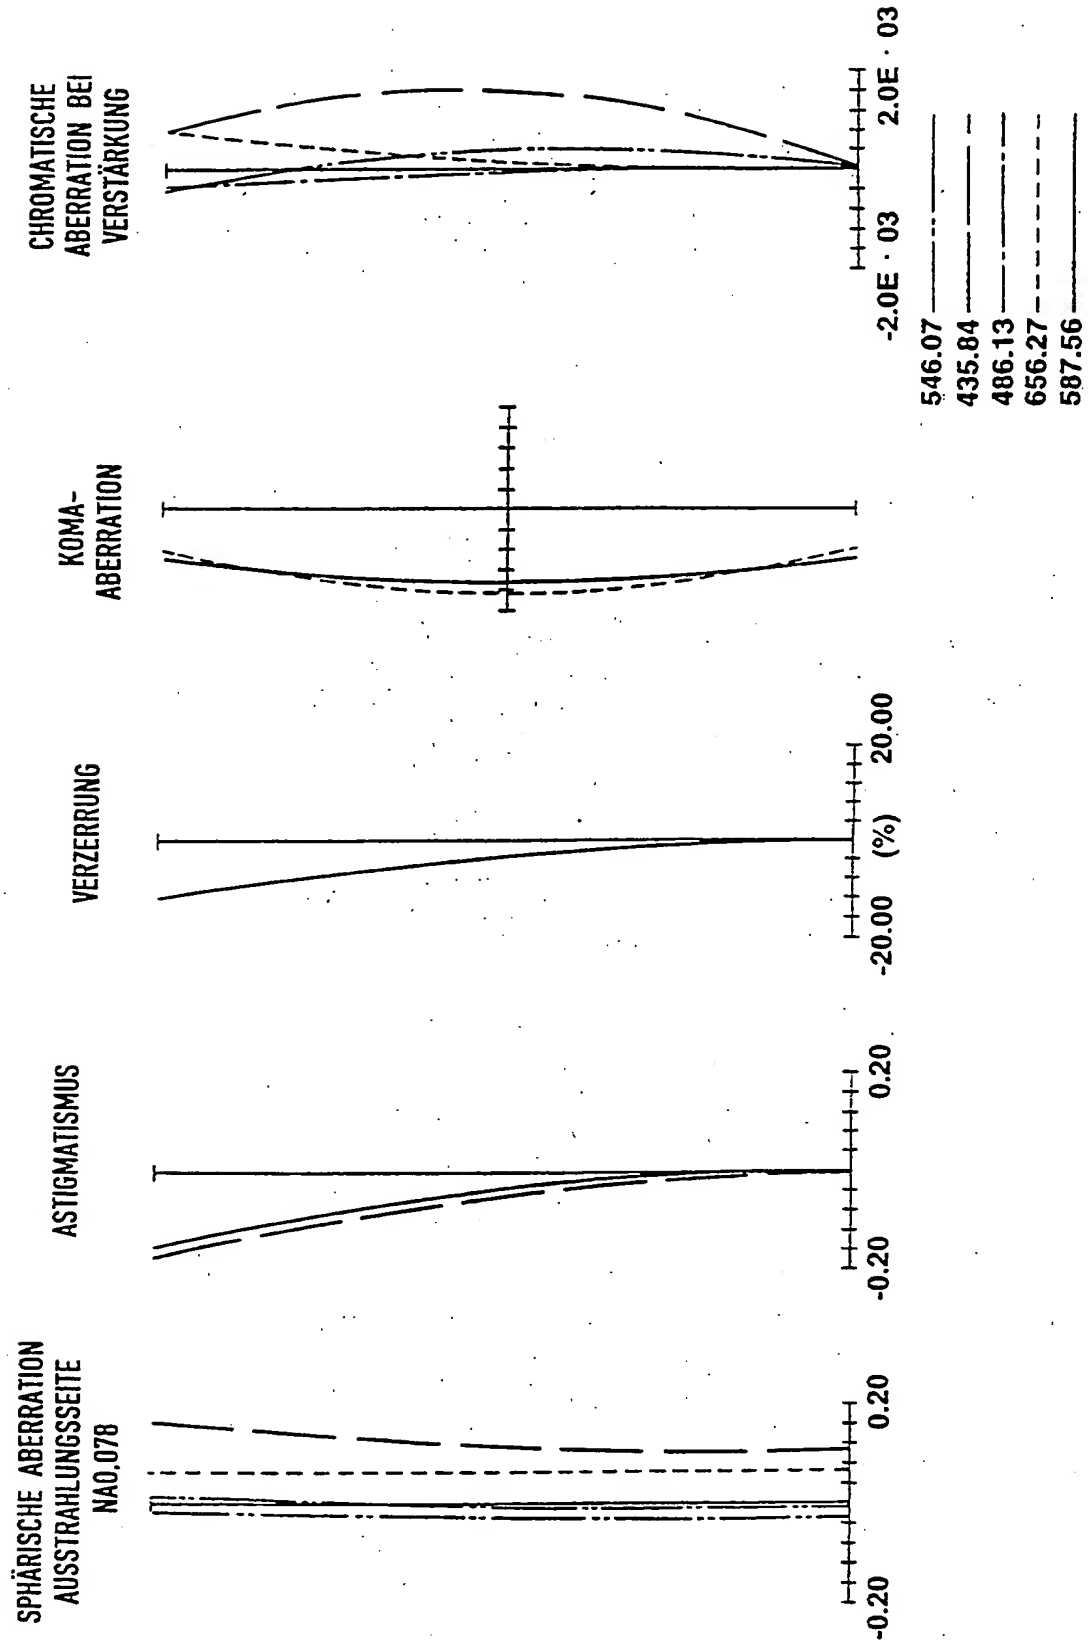 SPHÄRISCHE ABERRATION
AUSSTRAHLUNGSSEITE
NA0,078
-0.20
0.20
ASTIGMATISMUS
-0.20
0.20
VERZERRUNG
-20.00
(%)
20.00
KOMA-
ABERRATION
CHROMATISCHE
ABERRATION BEI
VERSTÄRKUNG
-2.0E · 03
2.0E · 03
546.07
435.84
486.13
656.27
587.56